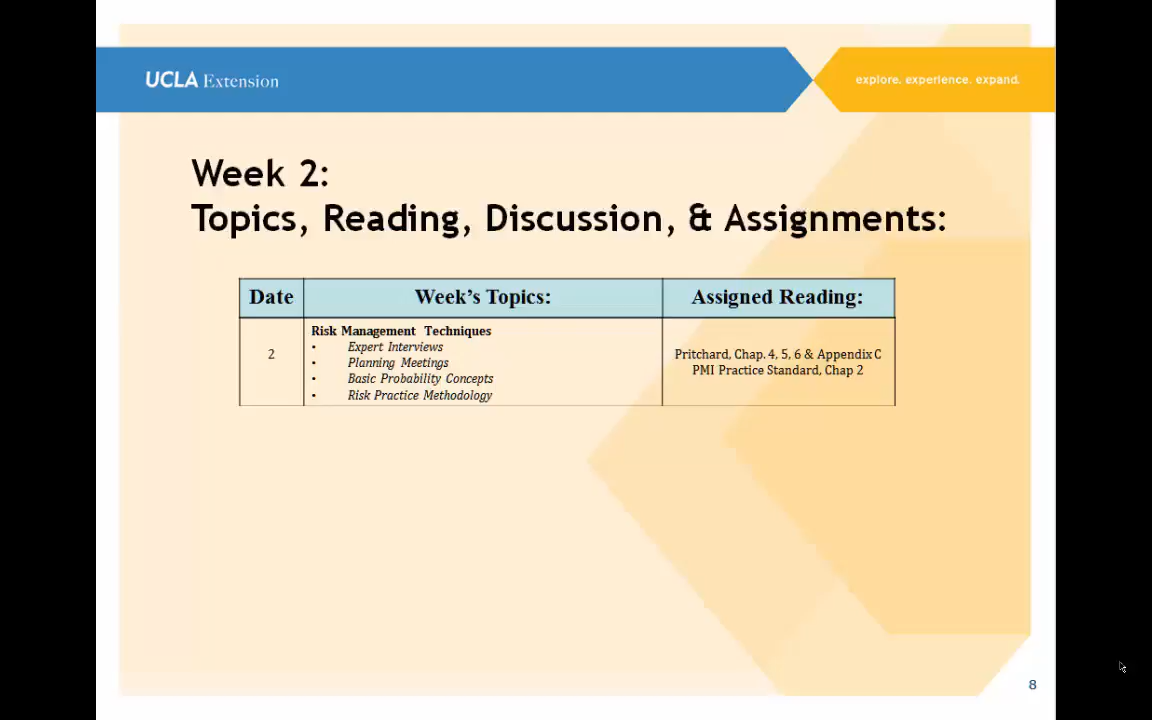 UCLA Extension
explore. experience. expand.
Week 2:
Topics, Reading, Discussion, & Assignments:
Date
Week's Topics:
Assigned Reading:
2
Risk Management Techniques
• Expert Interviews
• Planning Meetings
• Basic Probability Concepts
• Risk Practice Methodology
Pritchard, Chap. 4, 5, 6 & Appendix C
PMI Practice Standard, Chap 2
8